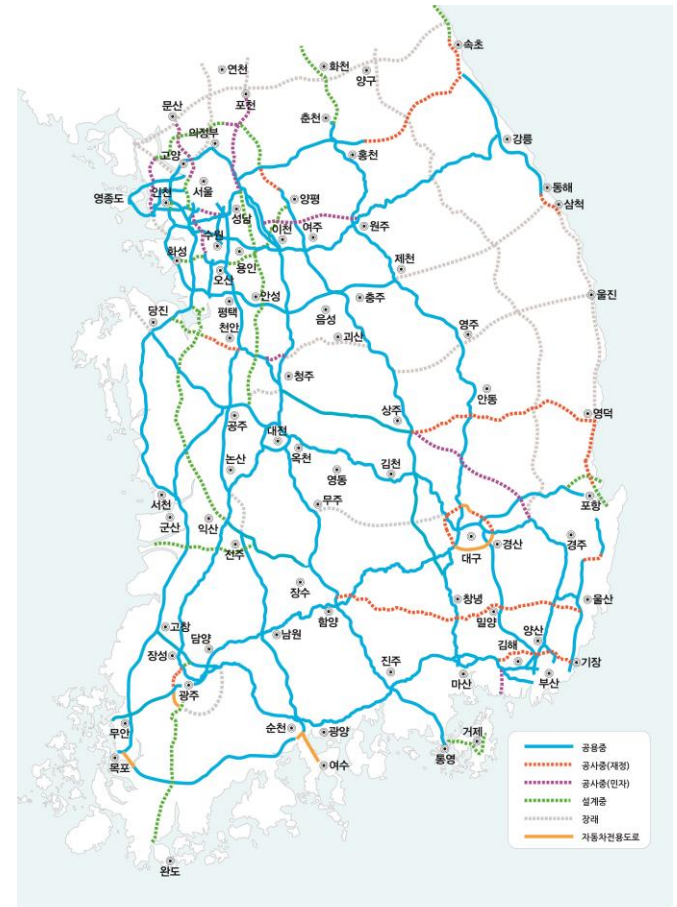 속초
연천
화천
양구
문산
포천
춘천
의정부
강릉
고양
홍천
영종도
인천
서울
양평
동해
삼척
성남
수원
이천
여주
원주
화성
용인
제천
오산
안성
충주
울진
당진
평택
음성
천안
괴산
영주
청주
안동
상주
영덕
공주
대전
옥천
논산
영동
김천
무주
서천
군산
익산
포항
전주
대구
경산
경주
장수
함양
창녕
밀양
울산
고창
담양
남원
양산
장성
진주
김해
기장
광주
마산
부산
무안
순천
광양
거제
목포
여수
통영
완도
공용중
공사중(재정)
공사중(민자)
설계중
장래
자동차전용도로